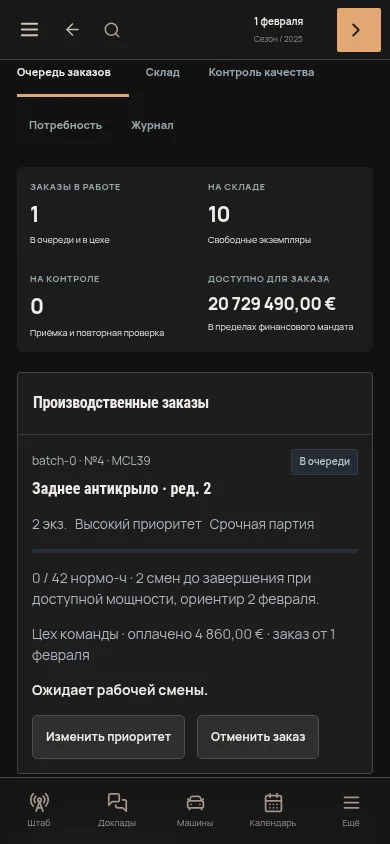 1 февраля
Сезон / 2025
Очередь заказов
Склад
Контроль качества
Потребность
Журнал
ЗАКАЗЫ В РАБОТЕ
1
В очереди и в цехе
НА СКЛАДЕ
10
Свободные экземпляры
НА КОНТРОЛЕ
0
Приёмка и повторная проверка
ДОСТУПНО ДЛЯ ЗАКАЗА
20 729 490,00 €
В пределах финансового мандата
Производственные заказы
batch-0 · №4 · MCL39
В очереди
Заднее антикрыло · ред. 2
2 экз. Высокий приоритет Срочная партия
0 / 42 нормо-ч · 2 смен до завершения при
доступной мощности, ориентир 2 февраля.
Цех команды · оплачено 4 860,00 € · заказ от 1
февраля
Ожидает рабочей смены.
Изменить приоритет
Отменить заказ
Штаб
Доклады
Машины
Календарь
Ещё